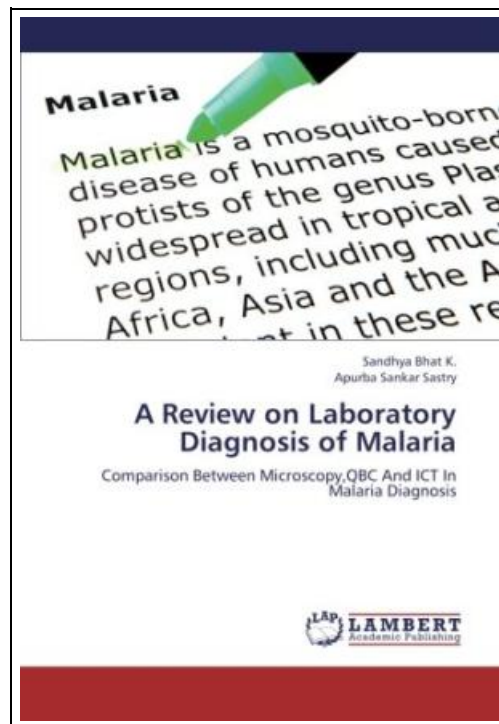 Malaria
Malaria is a mosquito-born
disease of humans caused
protists of the genus Plas
widespread in tropical a
regions, including muc
Africa, Asia and the A
in these re
Sandhya Bhat K.
Apurba Sankar Sastry
A Review on Laboratory
Diagnosis of Malaria
Comparison Between Microscopy,QBC And ICT In
Malaria Diagnosis
LAP LAMBERT
Academic Publishing